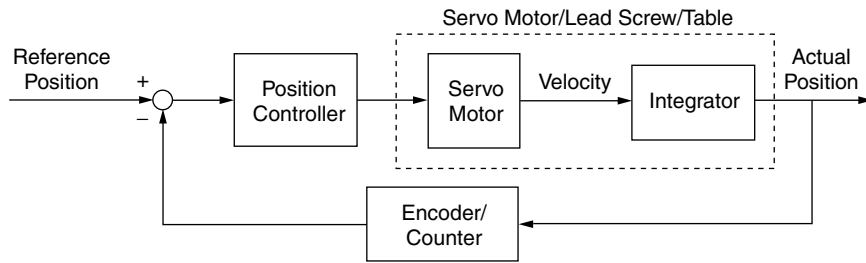 Servo Motor/Lead Screw/Table
Reference
Position
+
−
Position
Controller
Servo
Motor
Velocity
Integrator
Actual
Position
Encoder/
Counter